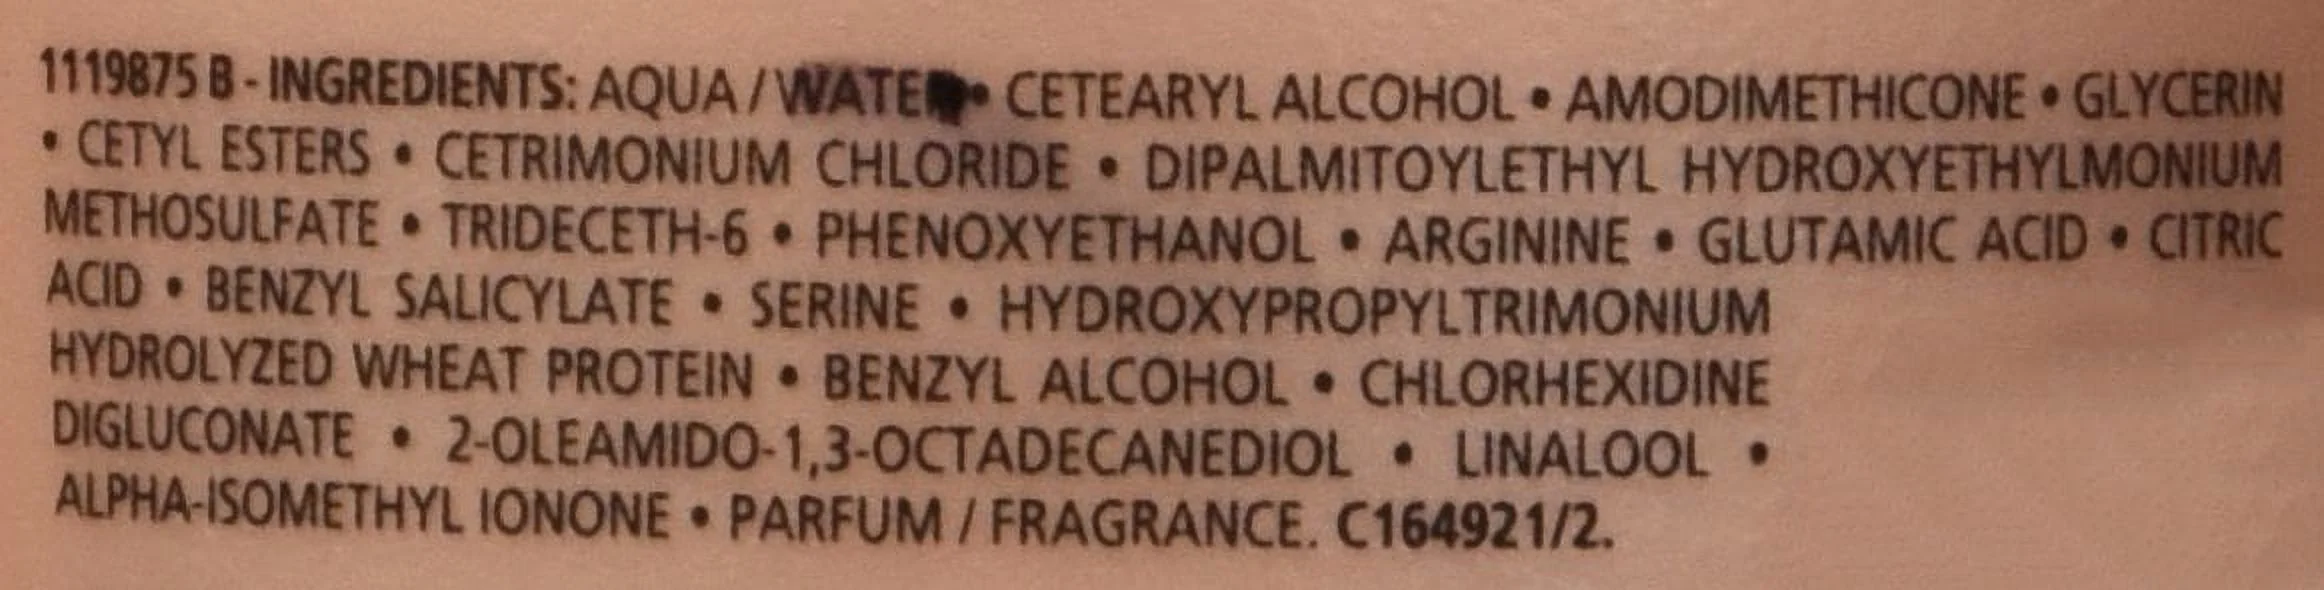 1119875 B - INGREDIENTS: AQUA / WATER • CETEARYL ALCOHOL • AMODIMETHICONE • GLYCERIN
• CETYL ESTERS • CETRIMONIUM CHLORIDE • DIPALMITOYLETHYL HYDROXYETHYLMONIUM
METHOSULFATE • TRIDECETH-6 • PHENOXYETHANOL • ARGININE • GLUTAMIC ACID • CITRIC
ACID • BENZYL SALICYLATE • SERINE • HYDROXYPROPYLTRIMONIUM
HYDROLYZED WHEAT PROTEIN • BENZYL ALCOHOL • CHLORHEXIDINE
DIGLUCONATE • 2-OLEAMIDO-1,3-OCTADECANEDIOL • LINALOOL •
ALPHA-ISOMETHYL IONONE • PARFUM / FRAGRANCE. C164921/2.